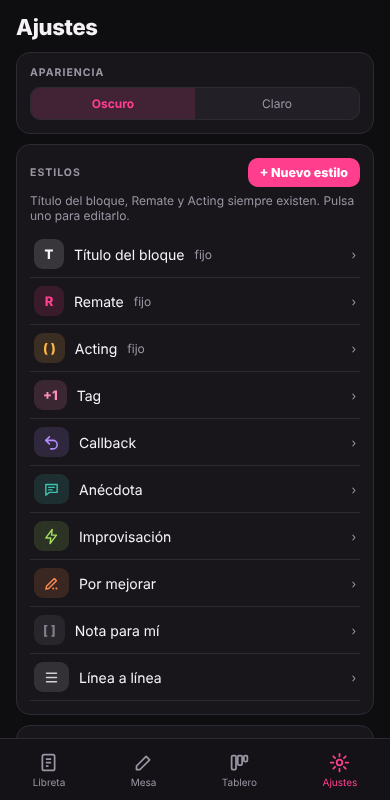 Ajustes
APARIENCIA
Oscuro
Claro
ESTILOS
+ Nuevo estilo
Título del bloque, Remate y Acting siempre existen. Pulsa
uno para editarlo.
T Título del bloque fijo ›
R Remate fijo ›
( ) Acting fijo ›
+1 Tag ›
Callback ›
Anécdota ›
Improvisación ›
Por mejorar ›
[ ] Nota para mí ›
Línea a línea ›
Libreta
Mesa
Tablero
Ajustes